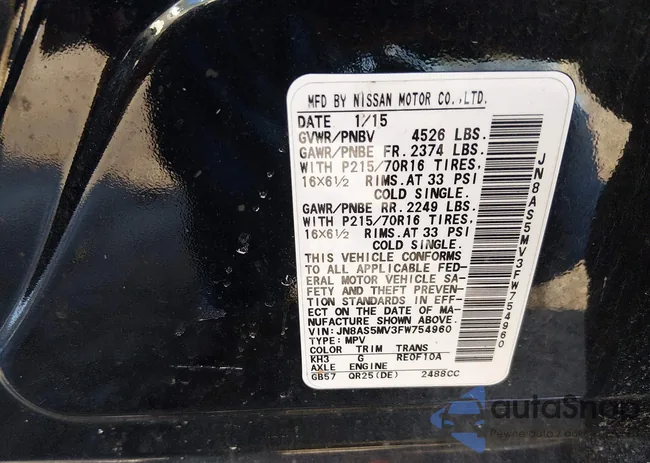 MFD BY NISSAN MOTOR CO.,LTD.
DATE 1/15
GVWR/PNBV 4526 LBS.
GAWR/PNBE FR. 2374 LBS.
WITH P215/70R16 TIRES,
16X6½ RIMS. AT 33 PSI
COLD SINGLE.
GAWR/PNBE RR. 2249 LBS.
WITH P215/70R16 TIRES,
16X6½ RIMS. AT 33 PSI
COLD SINGLE.
THIS VEHICLE CONFORMS
TO ALL APPLICABLE FED-
ERAL MOTOR VEHICLE SA-
FETY AND THEFT PREVEN-
TION STANDARDS IN EFF-
ECT ON THE DATE OF MA-
NUFACTURE SHOWN ABOVE.
VIN: JN8AS5MV3FW754960
TYPE: MPV
COLOR TRIM TRANS
KH3 G RE0F10A
AXLE ENGINE
GB57 QR25(DE) 2488CC
JN8AS5MV3FW754960
autaSnap
Pewne auto z